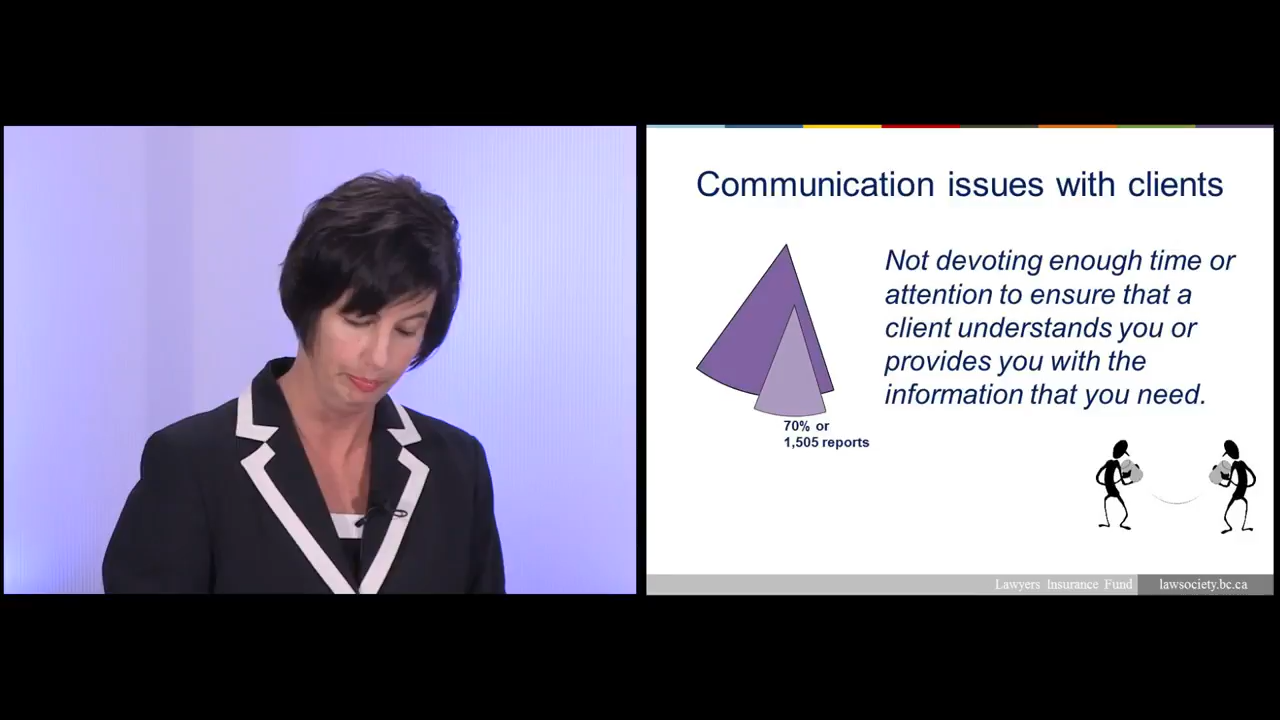 Communication issues with clients
Not devoting enough time or
attention to ensure that a
client understands you or
provides you with the
information that you need.
70% or
1,505 reports
Lawyers Insurance Fund
lawsociety.bc.ca